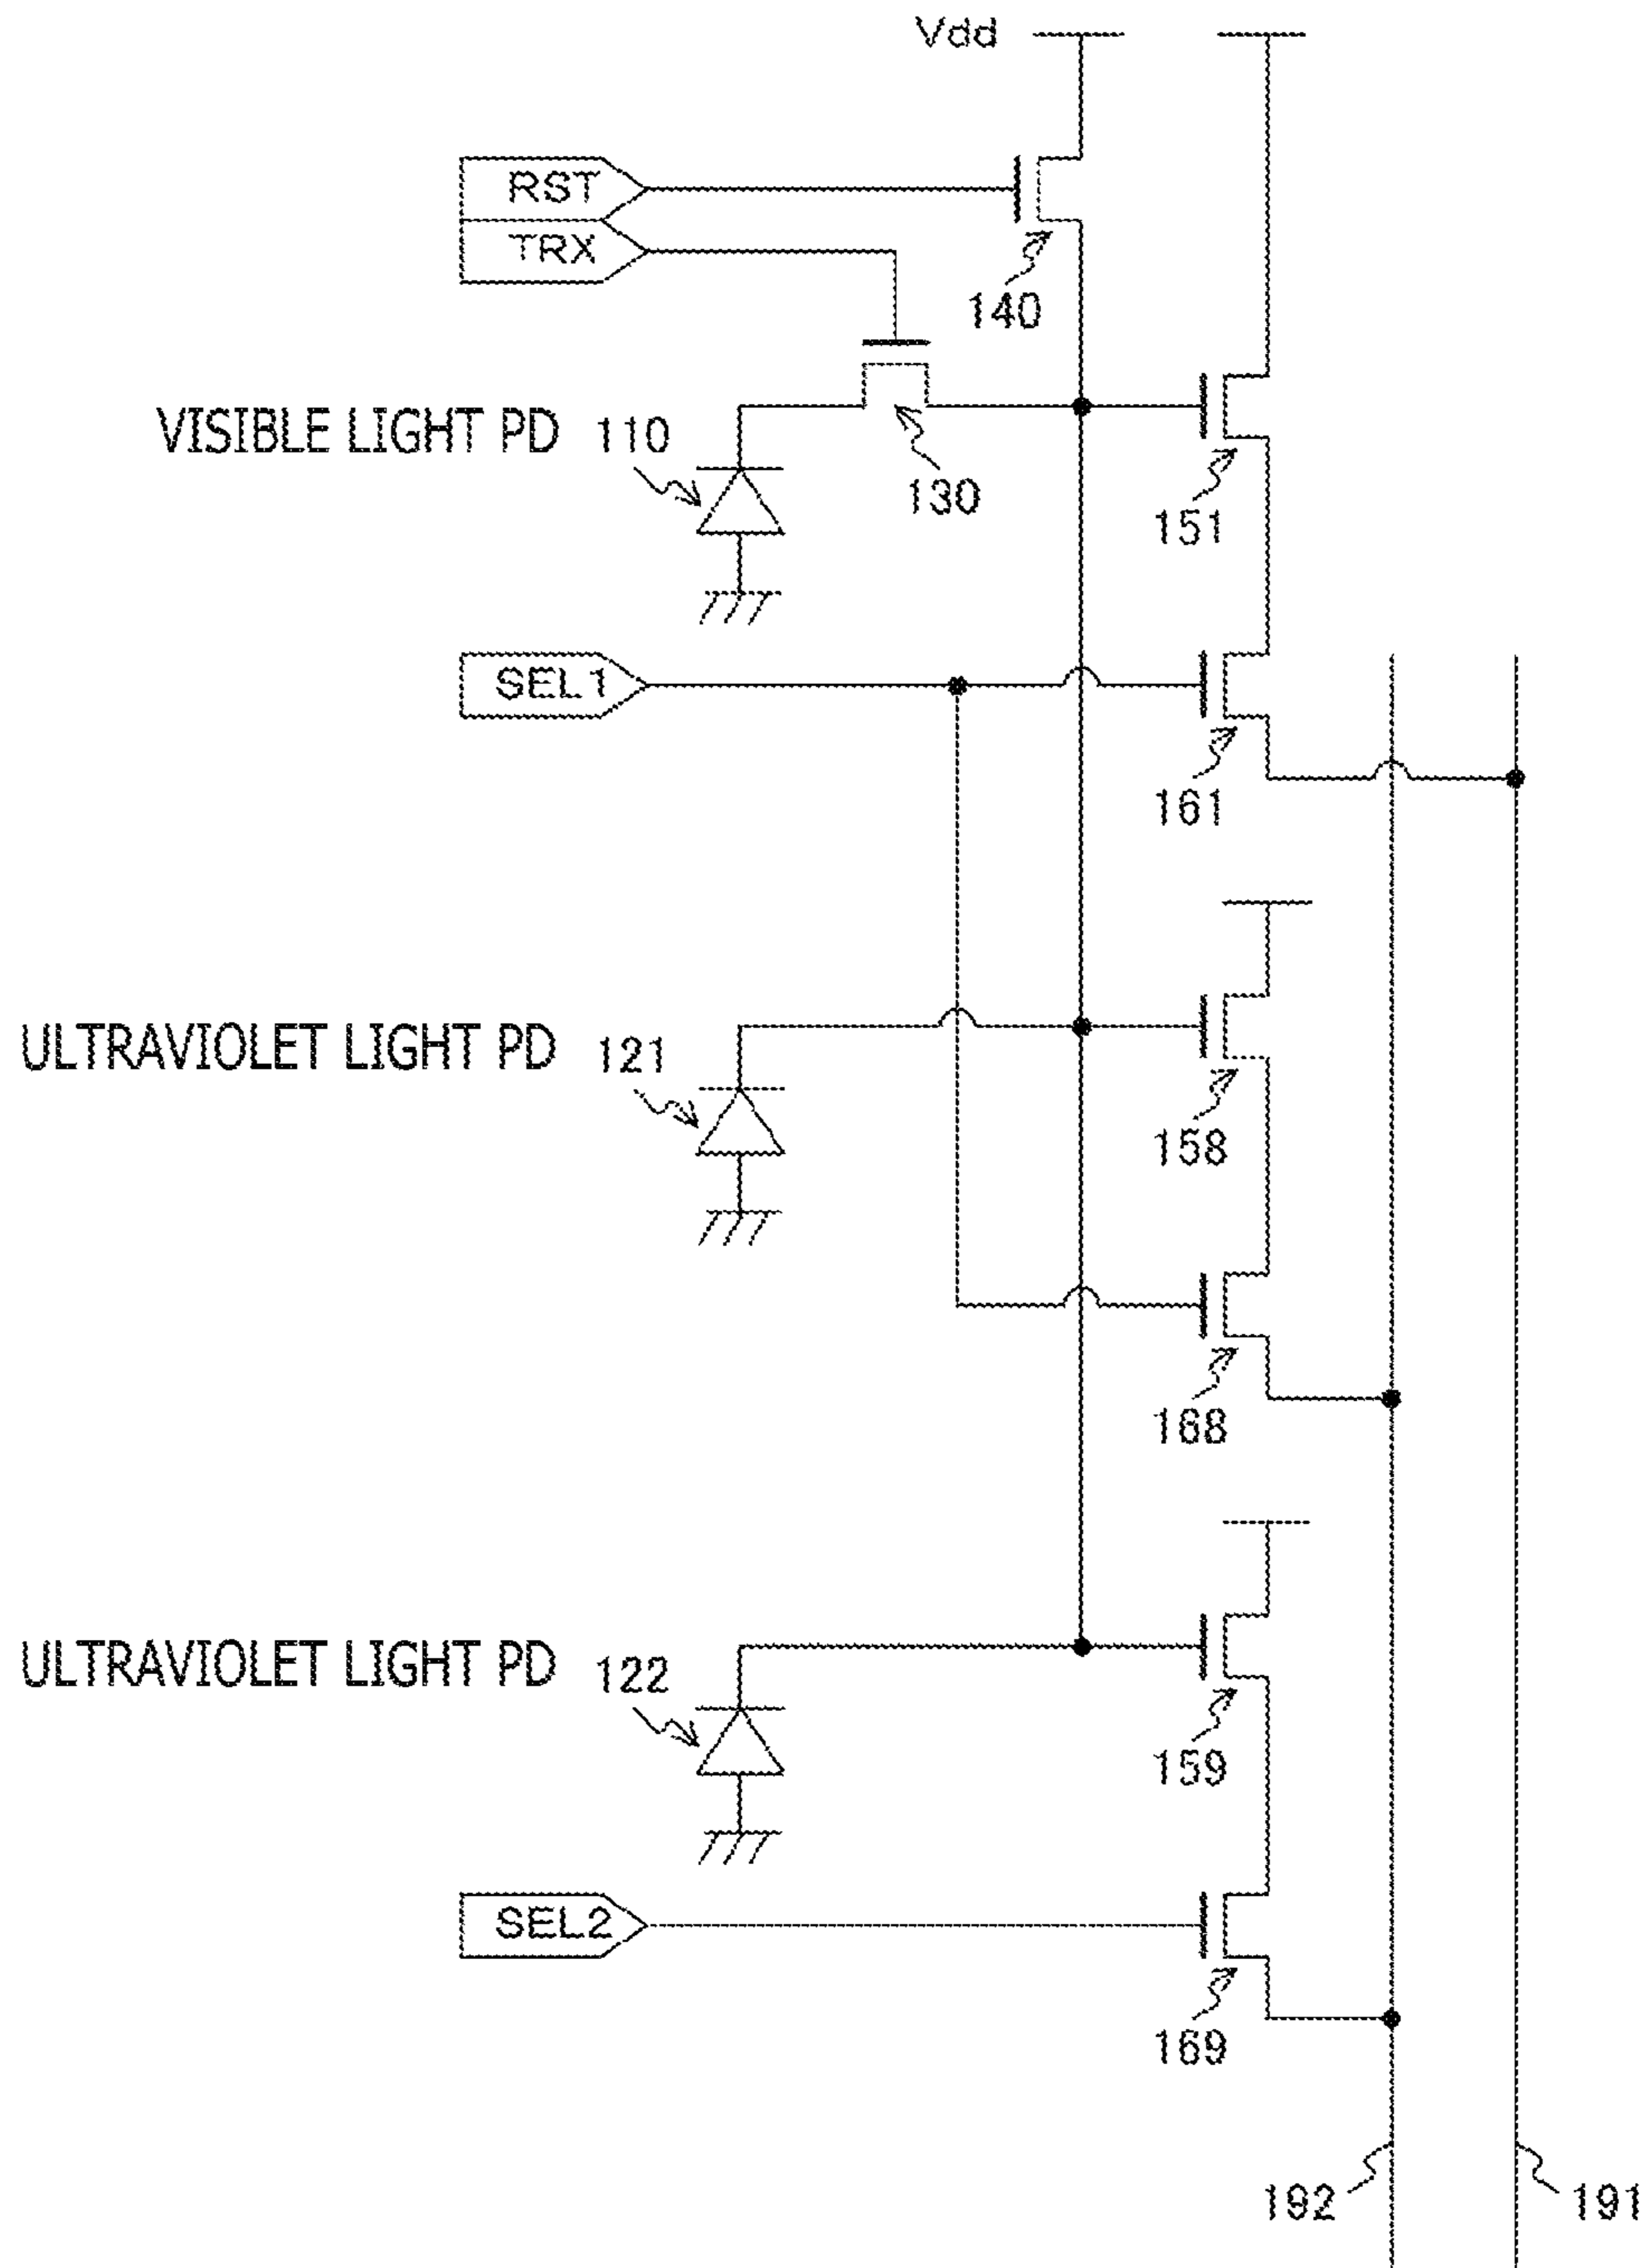 Vdd
RST
TRX
140
VISIBLE LIGHT PD 110
130
151
SEL1
161
ULTRAVIOLET LIGHT PD 121
158
168
ULTRAVIOLET LIGHT PD 122
159
SEL2
169
192
191